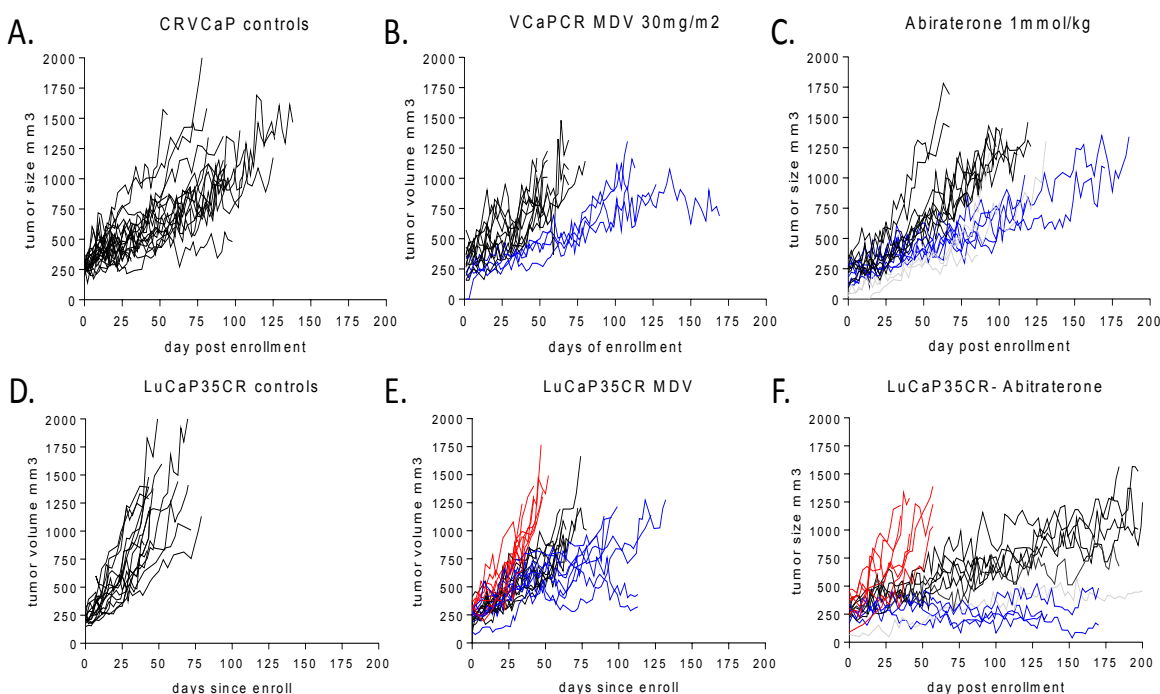 A.
CRVCaP controls
2000
1750
1500
1250
1000
750
500
250
0
tumor size mm3
0 25 50 75 100 125 150 175 200
day post enrollment
B.
VCaPCR MDV 30mg/m2
2000
1750
1500
1250
1000
750
500
250
0
tumor volume mm3
0 25 50 75 100 125 150 175 200
days of enrollment
C.
Abiraterone 1mmol/kg
2000
1750
1500
1250
1000
750
500
250
0
tumor size mm3
0 25 50 75 100 125 150 175 200
day post enrollment
D.
LuCaP35CR controls
2000
1750
1500
1250
1000
750
500
250
0
tumor volume mm3
0 25 50 75 100 125 150 175 200
days since enroll
E.
LuCaP35CR MDV
2000
1750
1500
1250
1000
750
500
250
0
tumor volume mm3
0 25 50 75 100 125 150 175 200
days since enroll
F.
LuCaP35CR- Abitraterone
2000
1750
1500
1250
1000
750
500
250
0
tumor size mm3
0 25 50 75 100 125 150 175 200
day post enrollment